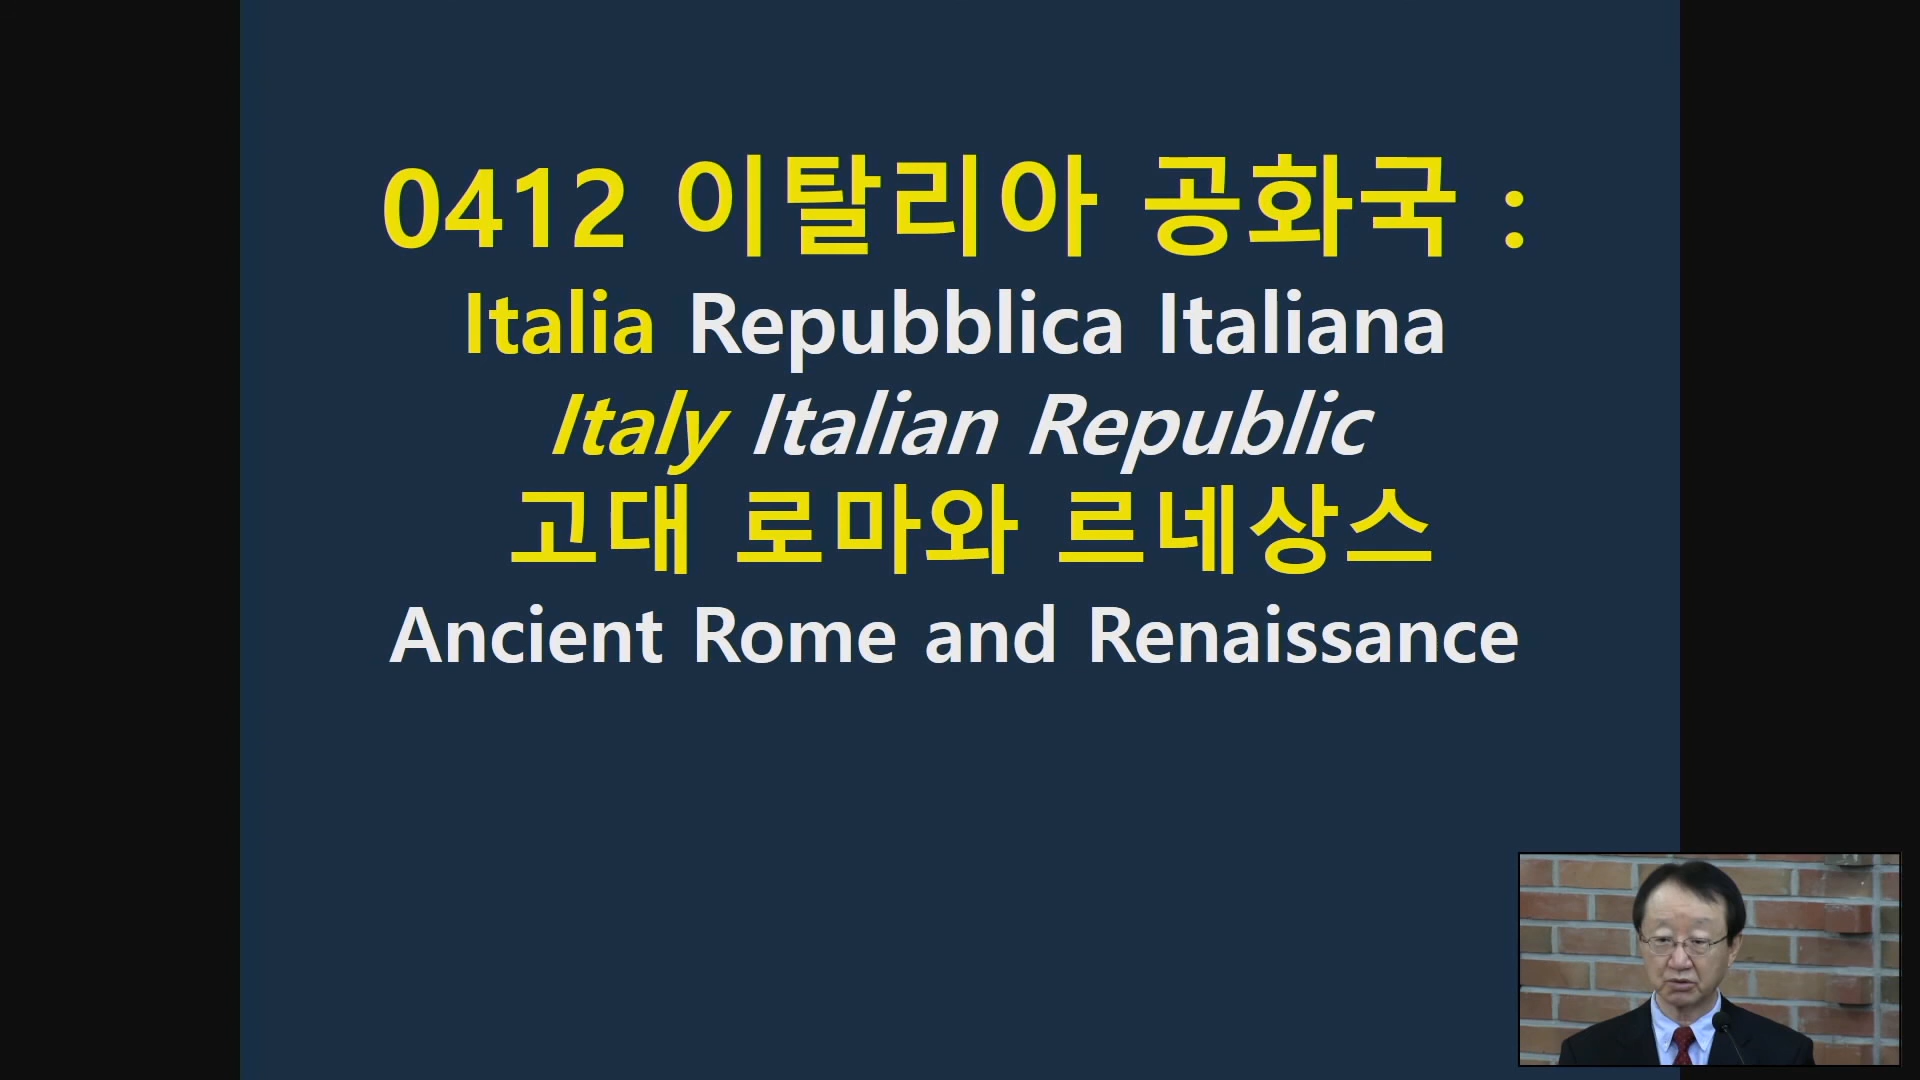 0412 이탈리아 공화국 :
Italia Repubblica Italiana
Italy Italian Republic
고대 로마와 르네상스
Ancient Rome and Renaissance